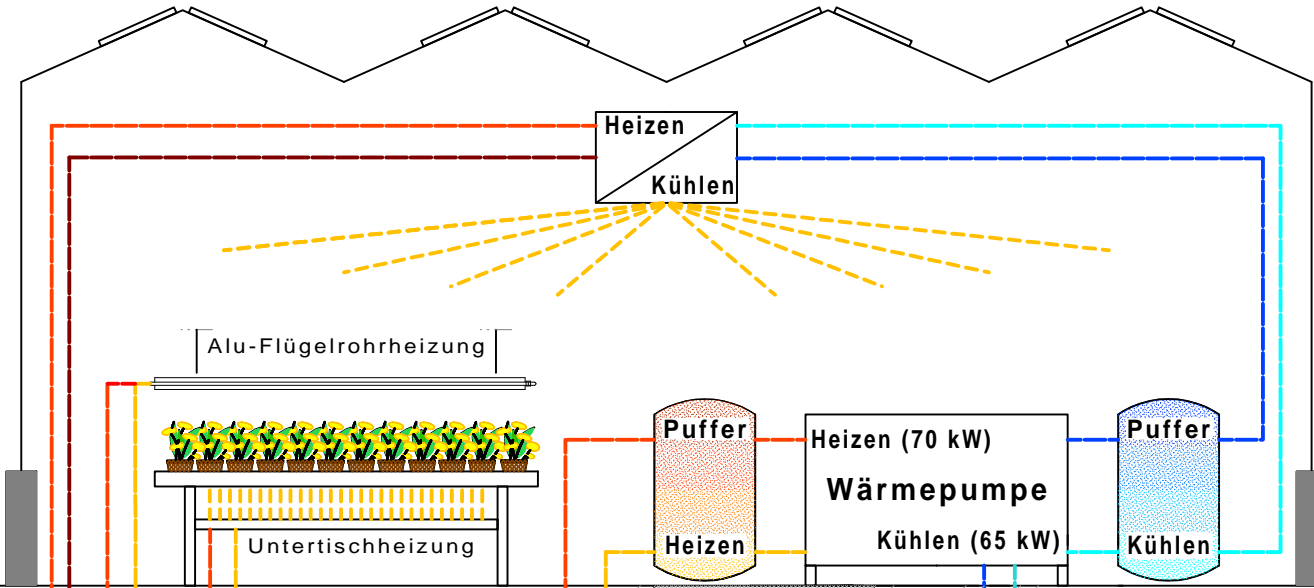 Heizen
Kühlen
Alu-Flügelrohrheizung
Untertischheizung
Puffer
Heizen
Heizen (70 kW)
Wärmepumpe
Kühlen (65 kW)
Puffer
Kühlen